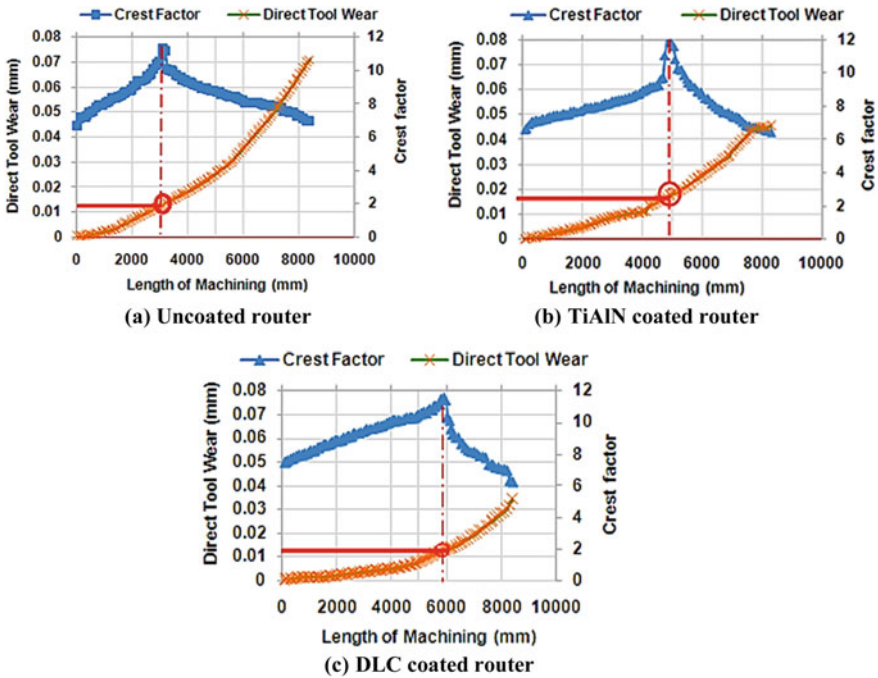 Crest Factor Direct Tool Wear
Crest Factor Direct Tool Wear
0.08 12
0.07 10
0.06
0.05 8
0.04 6
0.03 4
0.02
0.01 2
0 0
Direct Tool Wear (mm)
Crest factor
0 2000 4000 6000 8000 10000
Length of Machining (mm)
(a) Uncoated router
0.08 12
0.07 10
0.06
0.05 8
0.04 6
0.03 4
0.02
0.01 2
0 0
Direct Tool Wear (mm)
Crest factor
0 2000 4000 6000 8000 10000
Length of Machining (mm)
(b) TiAlN coated router
Crest Factor Direct Tool Wear
0.08 12
0.07 10
0.06
0.05 8
0.04 6
0.03 4
0.02
0.01 2
0 0
Direct Tool Wear (mm)
Crest factor
0 2000 4000 6000 8000 10000
Length of Machining (mm)
(c) DLC coated router